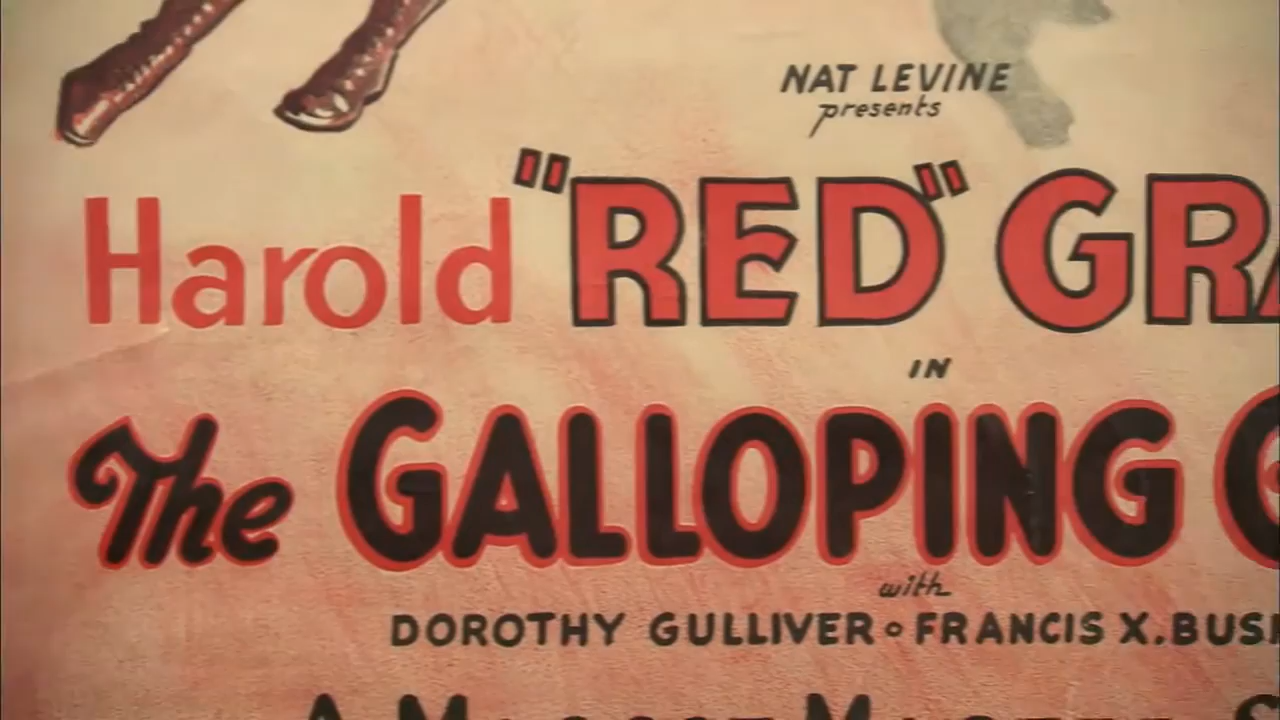 NAT LEVINE
presents
Harold "RED" GRA
IN
The GALLOPING G
with
DOROTHY GULLIVER • FRANCIS X. BUS
A